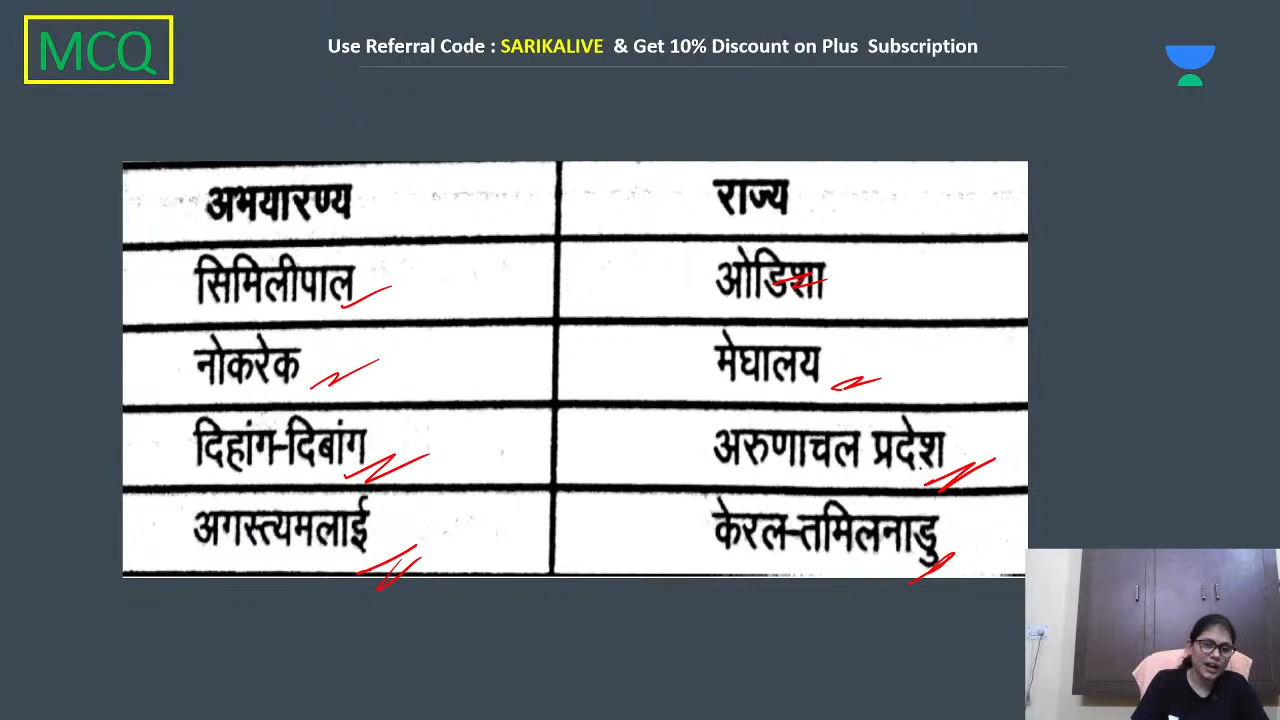 MCQ
Use Referral Code : SARIKALIVE & Get 10% Discount on Plus Subscription
अभयारण्य राज्य
सिमिलीपाल ओडिशा
नोकरेक मेघालय
दिहांग-दिबांग अरुणाचल प्रदेश
अगस्त्यमलाई केरल-तमिलनाडु